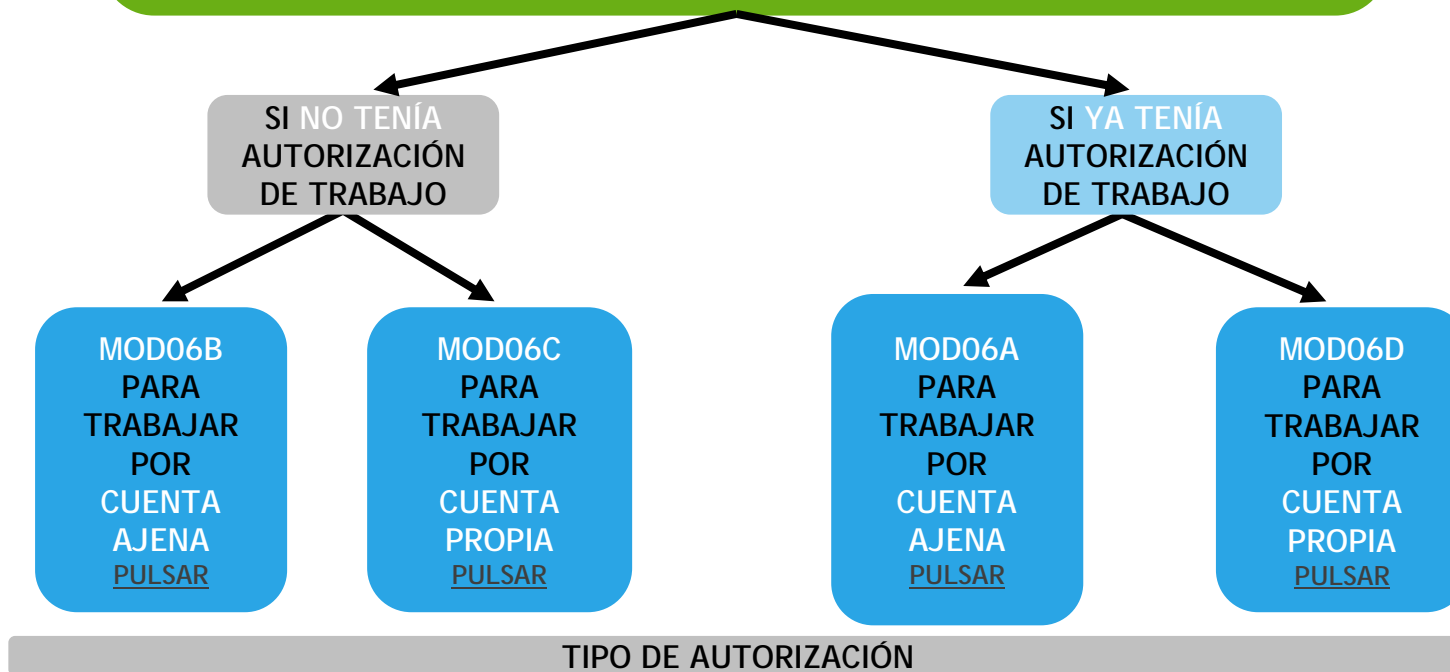 SI NO TENÍA
AUTORIZACIÓN
DE TRABAJO
SI YA TENÍA
AUTORIZACIÓN
DE TRABAJO
MOD06B
PARA
TRABAJAR
POR
CUENTA
AJENA
PULSAR
MOD06C
PARA
TRABAJAR
POR
CUENTA
PROPIA
PULSAR
MOD06A
PARA
TRABAJAR
POR
CUENTA
AJENA
PULSAR
MOD06D
PARA
TRABAJAR
POR
CUENTA
PROPIA
PULSAR
TIPO DE AUTORIZACIÓN